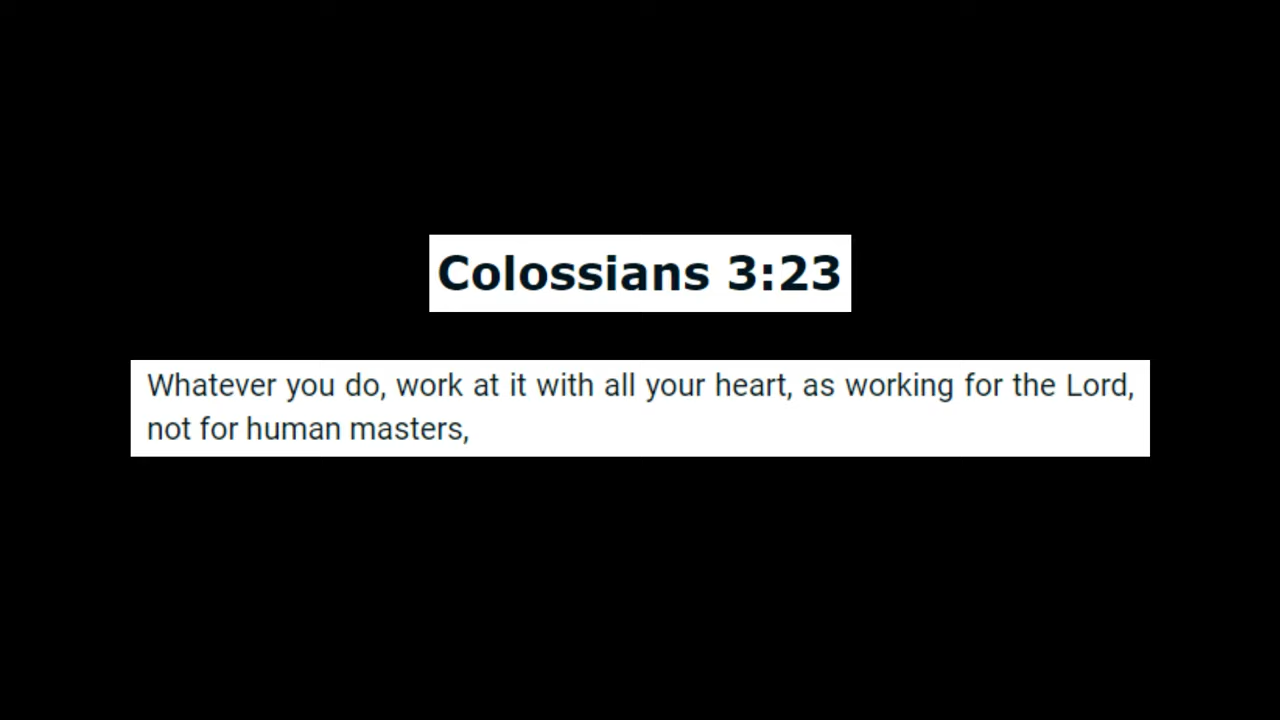 Colossians 3:23
Whatever you do, work at it with all your heart, as working for the Lord,
not for human masters,